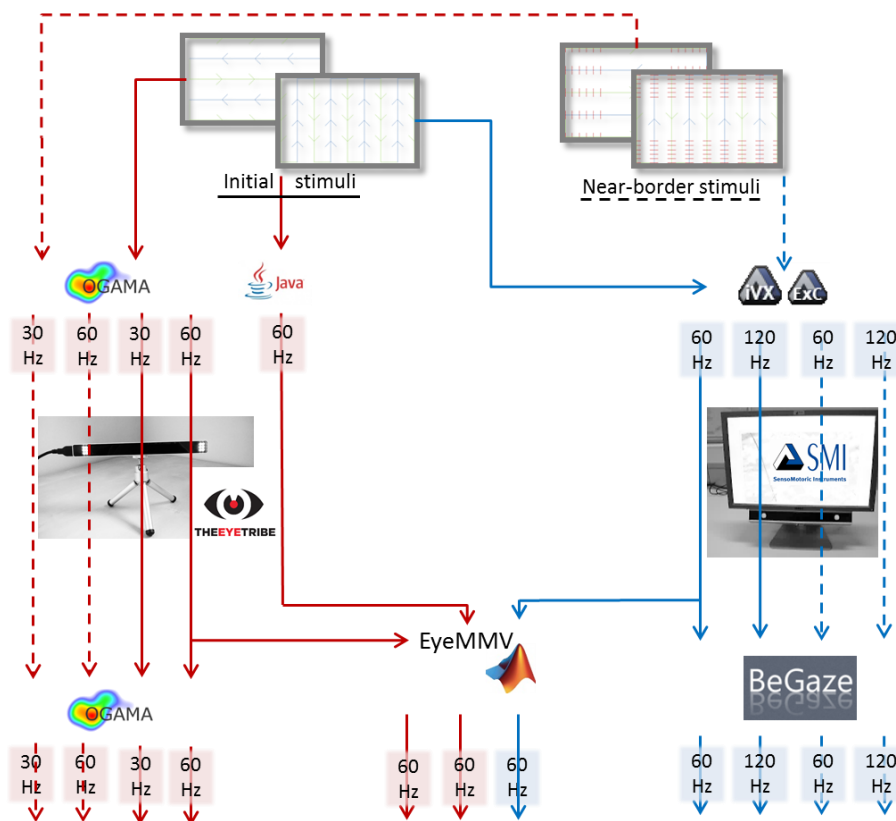 Initial stimuli
Near-border stimuli
OGAMA
Java
iVX
ExC
30 Hz
60 Hz
30 Hz
60 Hz
60 Hz
60 Hz
120 Hz
60 Hz
120 Hz
THEEYETRIBE
SMI
SensoMotoric Instruments
EyeMMV
OGAMA
BeGaze
30 Hz
60 Hz
30 Hz
60 Hz
60 Hz
60 Hz
60 Hz
60 Hz
120 Hz
60 Hz
120 Hz